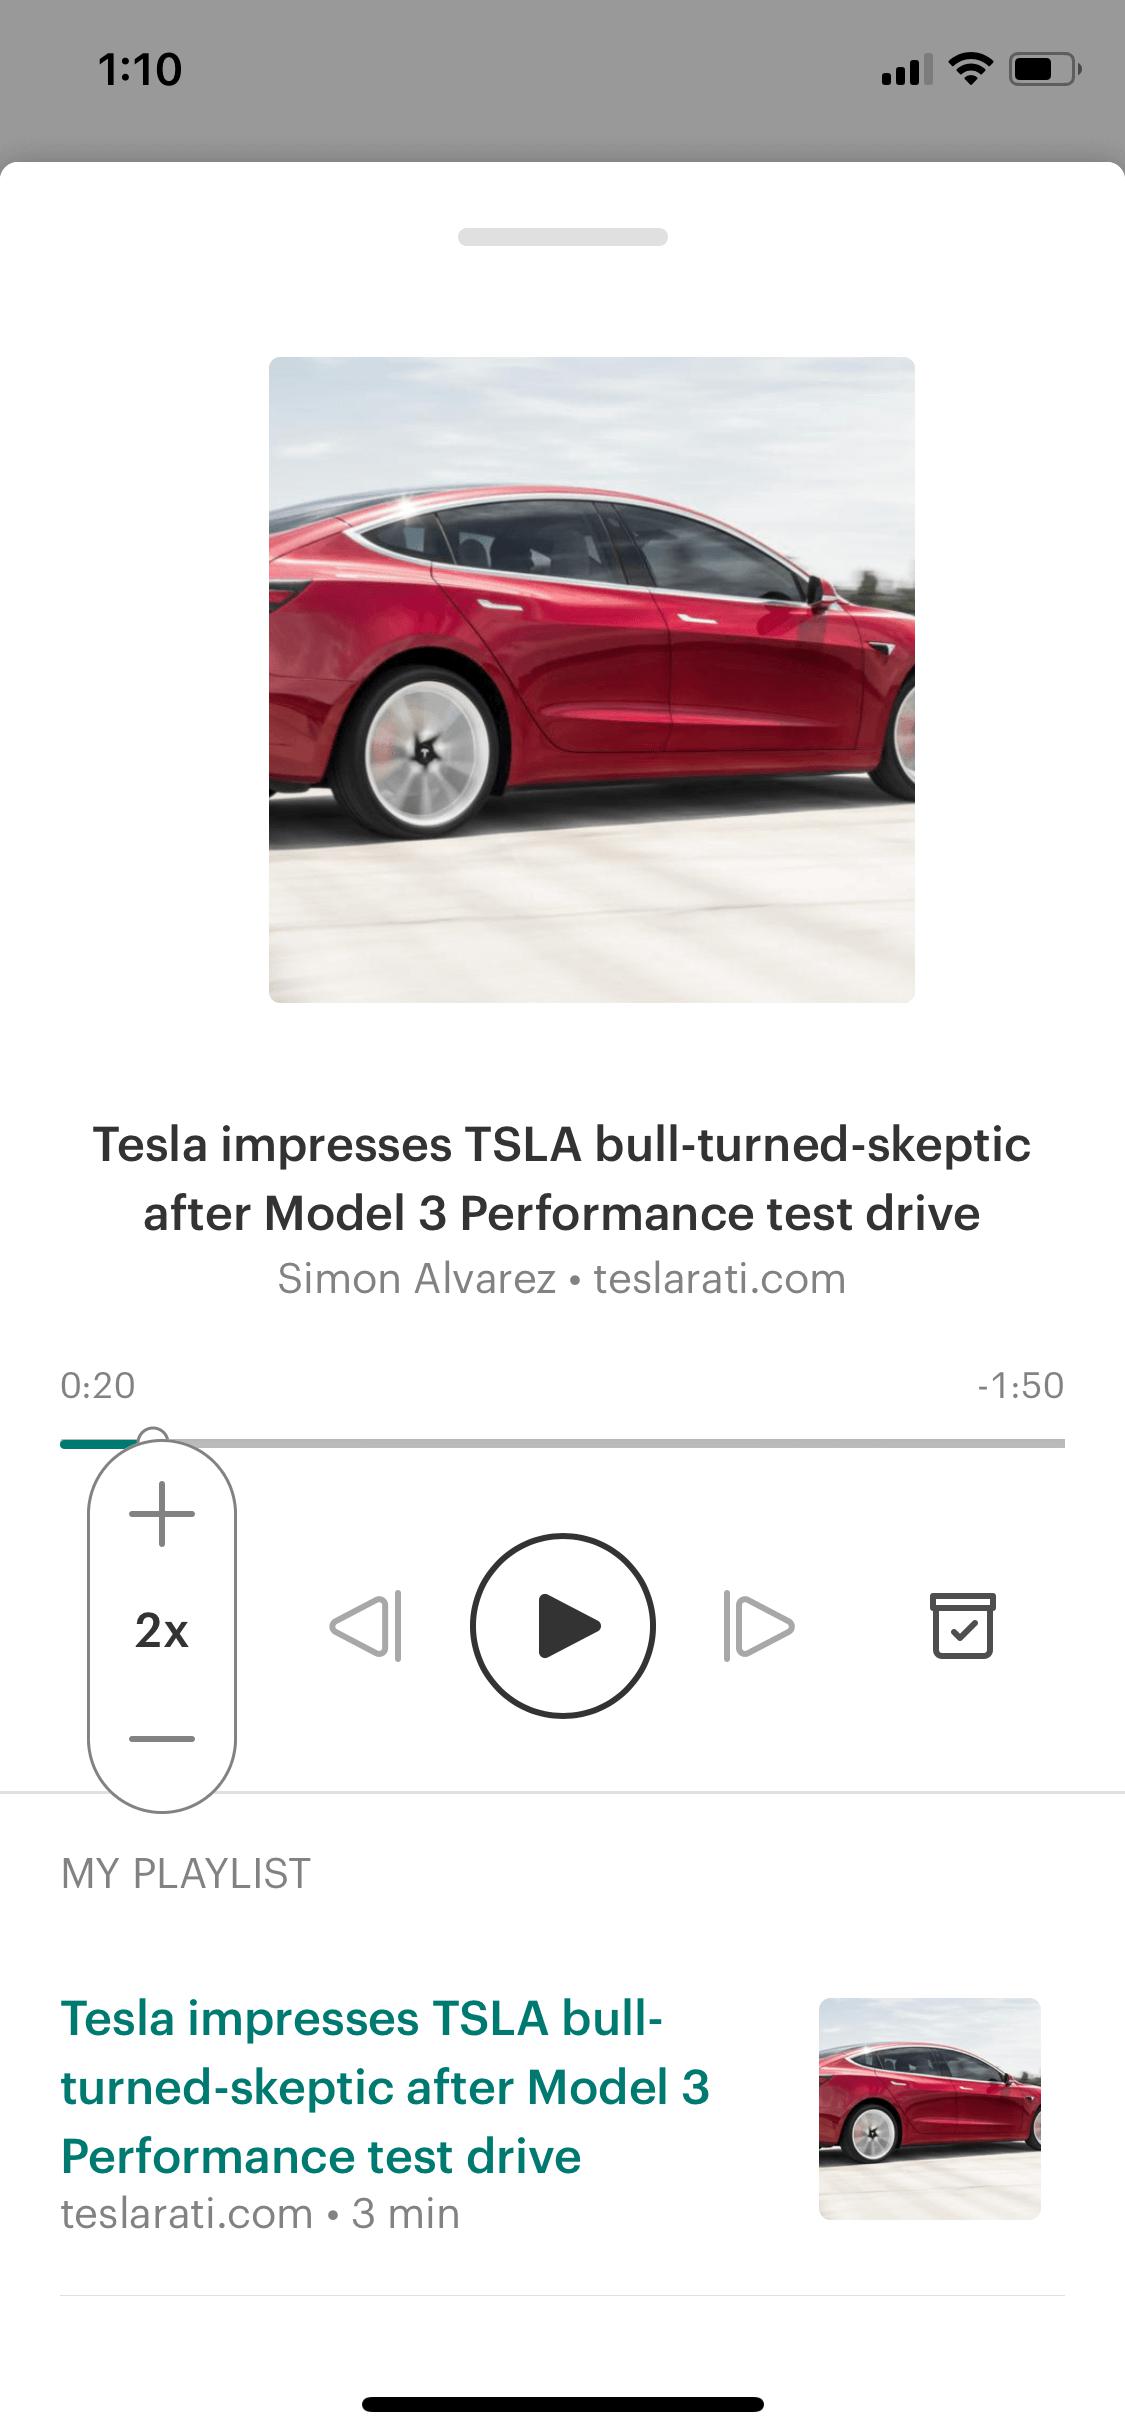 1:10
Tesla impresses TSLA bull-turned-skeptic
after Model 3 Performance test drive
Simon Alvarez • teslarati.com
0:20 -1:50
2x
MY PLAYLIST
Tesla impresses TSLA bull-
turned-skeptic after Model 3
Performance test drive
teslarati.com • 3 min